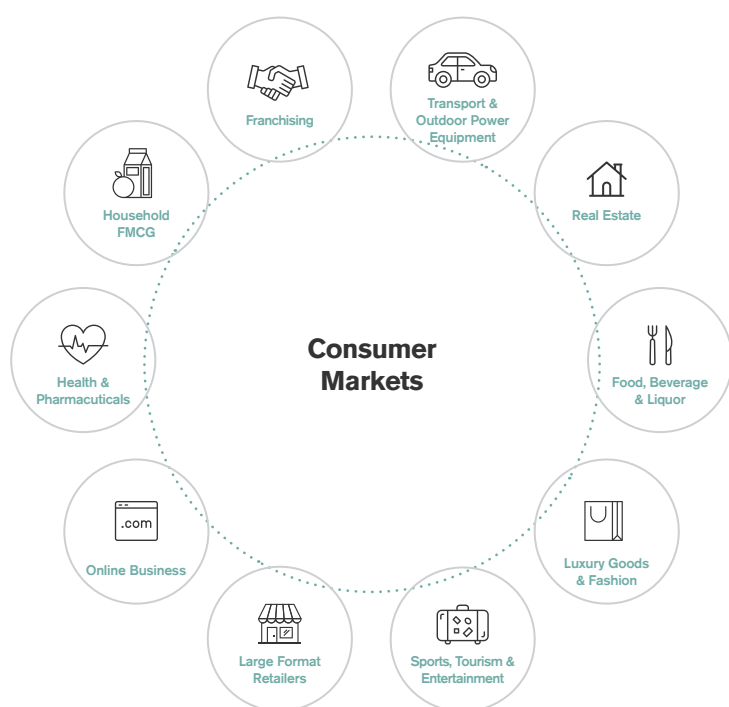 Franchising
Transport &
Outdoor Power
Equipment
Household
FMCG
Real Estate
Consumer
Markets
Health &
Pharmacuticals
Food, Beverage
& Liquor
.com
Online Business
Luxury Goods
& Fashion
Large Format
Retailers
Sports, Tourism &
Entertainment